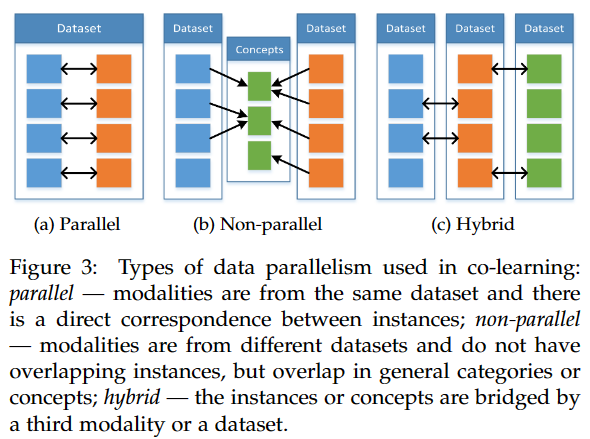 Dataset
Dataset
Concepts
Dataset
Dataset
Dataset
Dataset
(a) Parallel
(b) Non-parallel
(c) Hybrid
Figure 3: Types of data parallelism used in co-learning:
parallel — modalities are from the same dataset and there
is a direct correspondence between instances; non-parallel
— modalities are from different datasets and do not have
overlapping instances, but overlap in general categories or
concepts; hybrid — the instances or concepts are bridged by
a third modality or a dataset.